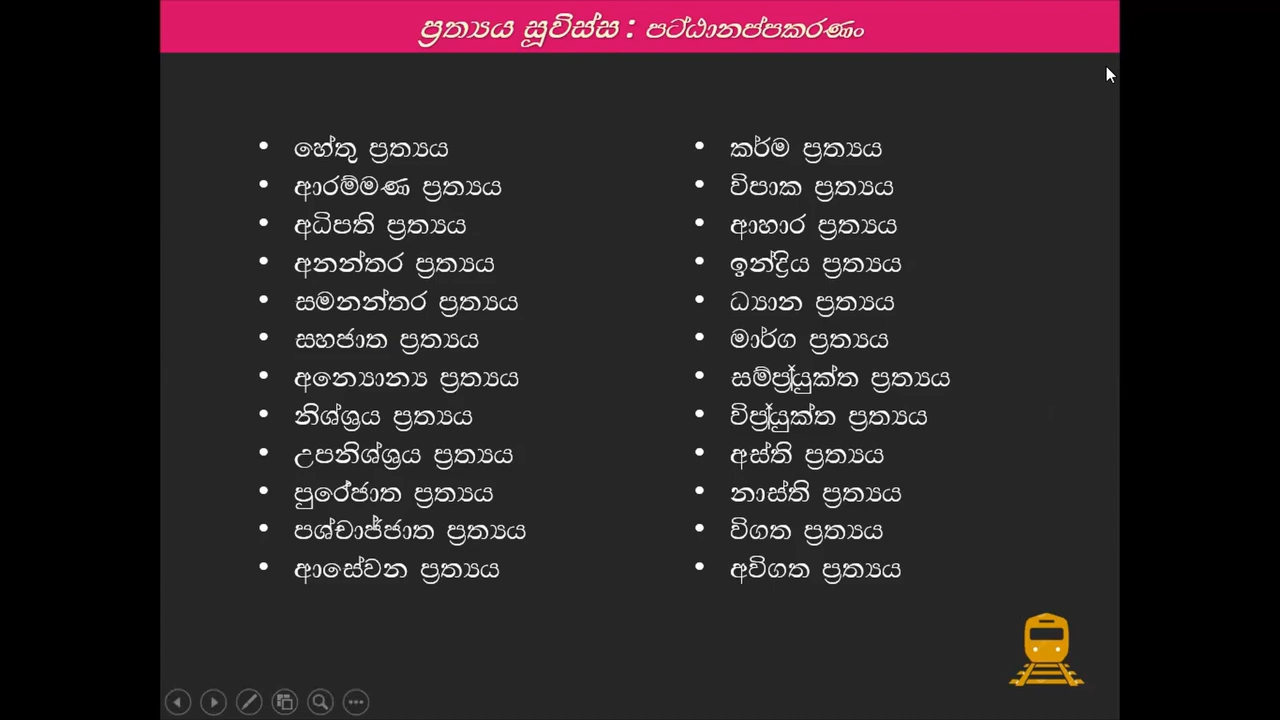 ප්‍රත්‍යය සූවිස්ස : පට්ඨානප්පකරණං
• හේතු ප්‍රත්‍යය
• ආරම්මණ ප්‍රත්‍යය
• අධිපති ප්‍රත්‍යය
• අනන්තර ප්‍රත්‍යය
• සමනන්තර ප්‍රත්‍යය
• සහජාත ප්‍රත්‍යය
• අන්‍යොන්‍ය ප්‍රත්‍යය
• නිශ්ශ්‍රය ප්‍රත්‍යය
• උපනිශ්ශ්‍රය ප්‍රත්‍යය
• පුරේජාත ප්‍රත්‍යය
• පශ්චාජ්ජාත ප්‍රත්‍යය
• ආසේවන ප්‍රත්‍යය
• කර්ම ප්‍රත්‍යය
• විපාක ප්‍රත්‍යය
• ආහාර ප්‍රත්‍යය
• ඉන්ද්‍රිය ප්‍රත්‍යය
• ධ්‍යාන ප්‍රත්‍යය
• මාර්ග ප්‍රත්‍යය
• සම්ප්‍රයුක්ත ප්‍රත්‍යය
• විප්‍රයුක්ත ප්‍රත්‍යය
• අස්ති ප්‍රත්‍යය
• නාස්ති ප්‍රත්‍යය
• විගත ප්‍රත්‍යය
• අවිගත ප්‍රත්‍යය